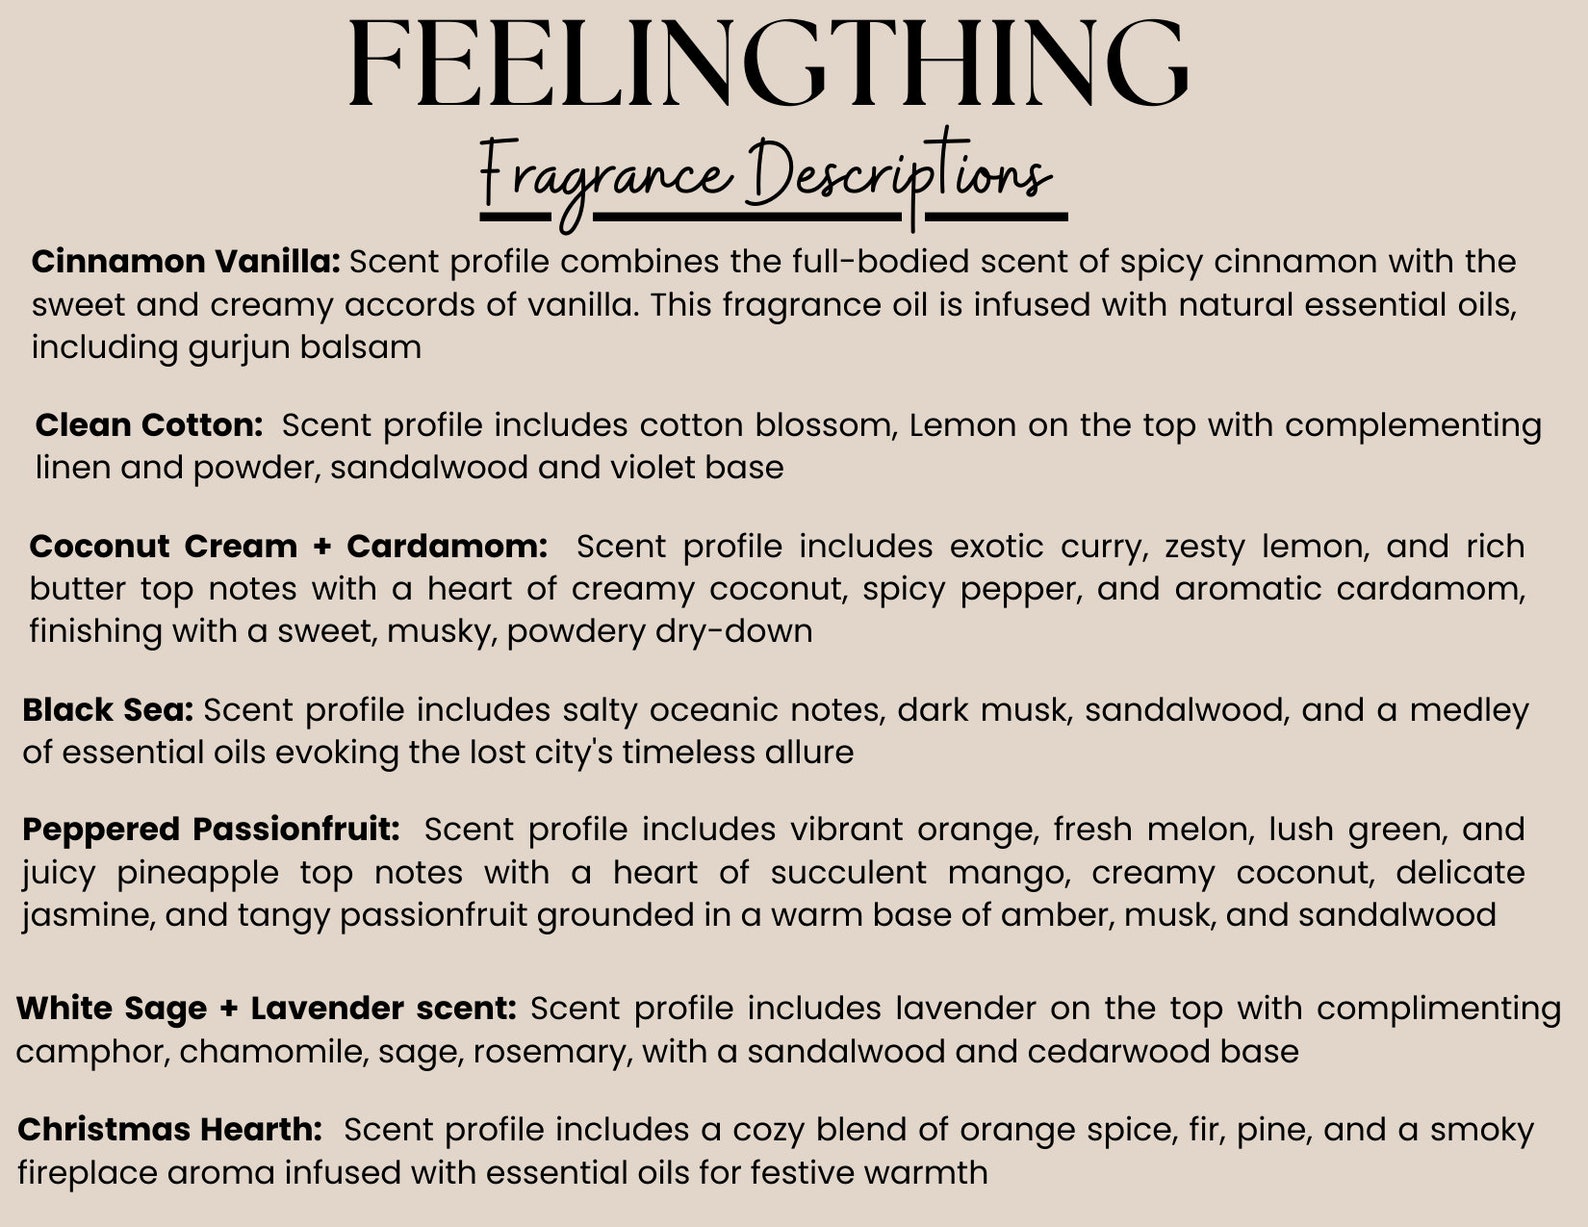 FEELINGTHING
Fragrance Descriptions
Cinnamon Vanilla: Scent profile combines the full-bodied scent of spicy cinnamon with the
sweet and creamy accords of vanilla. This fragrance oil is infused with natural essential oils,
including gurjun balsam
Clean Cotton: Scent profile includes cotton blossom, Lemon on the top with complementing
linen and powder, sandalwood and violet base
Coconut Cream + Cardamom: Scent profile includes exotic curry, zesty lemon, and rich
butter top notes with a heart of creamy coconut, spicy pepper, and aromatic cardamom,
finishing with a sweet, musky, powdery dry-down
Black Sea: Scent profile includes salty oceanic notes, dark musk, sandalwood, and a medley
of essential oils evoking the lost city's timeless allure
Peppered Passionfruit: Scent profile includes vibrant orange, fresh melon, lush green, and
juicy pineapple top notes with a heart of succulent mango, creamy coconut, delicate
jasmine, and tangy passionfruit grounded in a warm base of amber, musk, and sandalwood
White Sage + Lavender scent: Scent profile includes lavender on the top with complimenting
camphor, chamomile, sage, rosemary, with a sandalwood and cedarwood base
Christmas Hearth: Scent profile includes a cozy blend of orange spice, fir, pine, and a smoky
fireplace aroma infused with essential oils for festive warmth